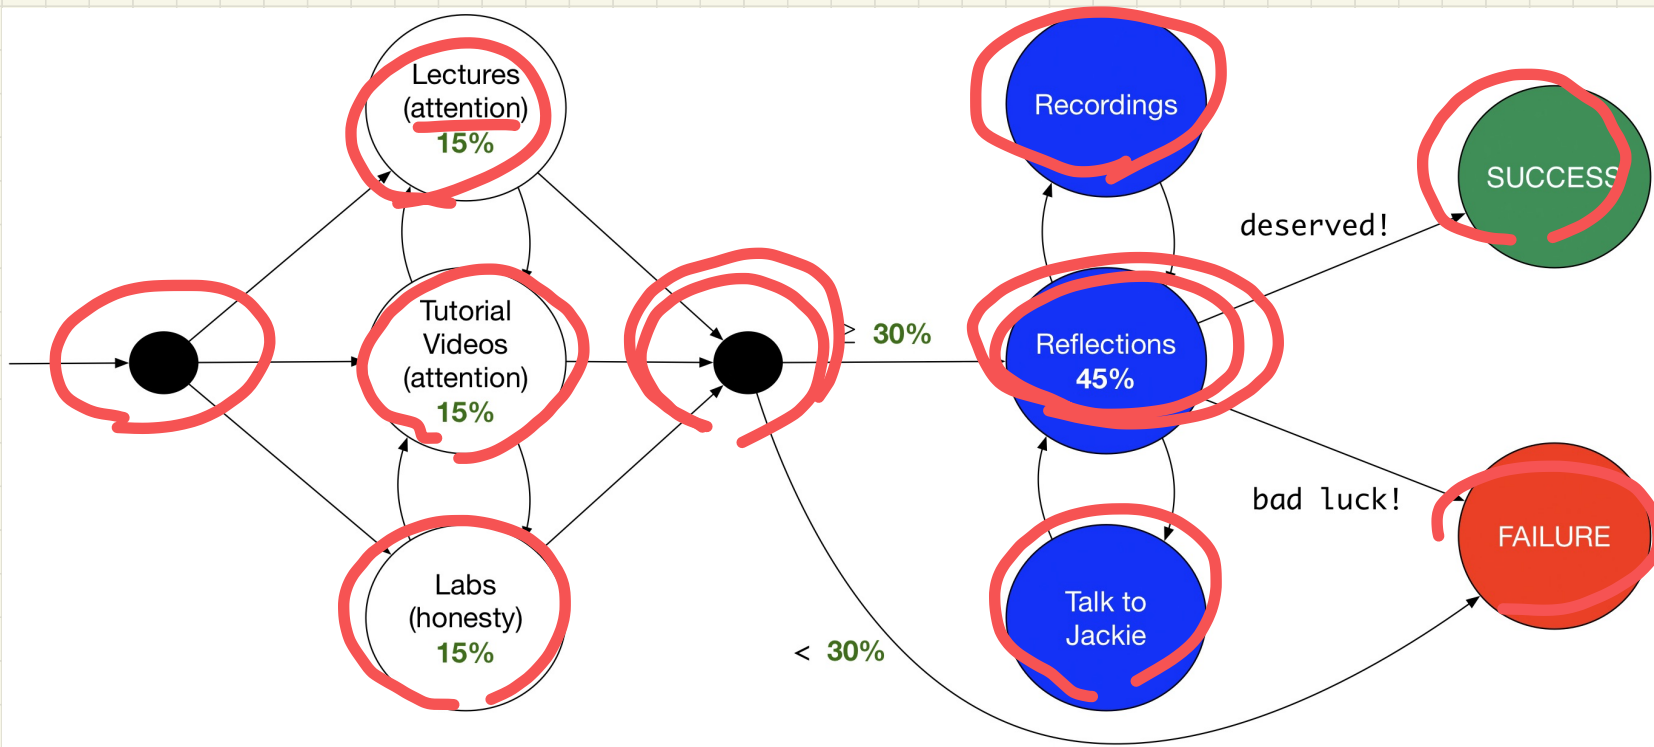 Lectures
(attention)
15%
Tutorial
Videos
(attention)
15%
Labs
(honesty)
15%
≥ 30%
< 30%
Recordings
Reflections
45%
Talk to
Jackie
deserved!
bad luck!
SUCCESS
FAILURE